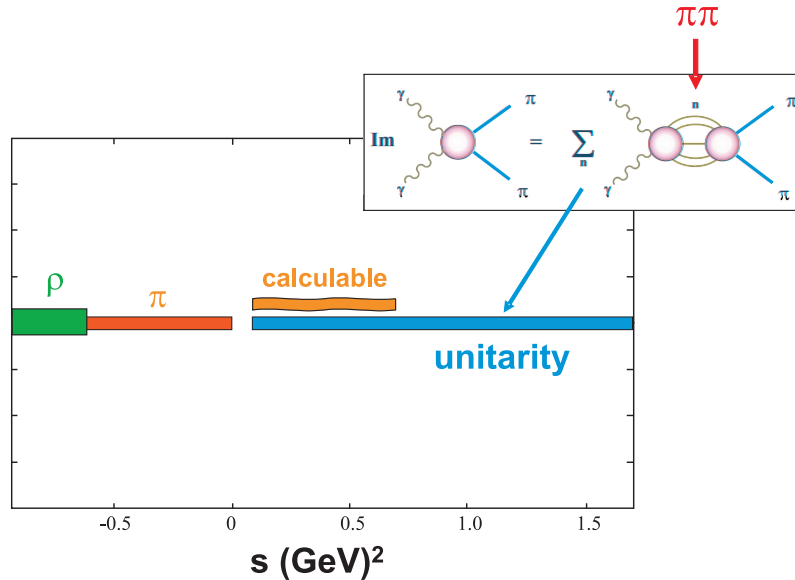 ππ
γ
π
γ
n
π
Im
=
∑
n
γ
π
γ
π
calculable
ρ
π
unitarity
-0.5
0
0.5
1.0
1.5
s (GeV)²